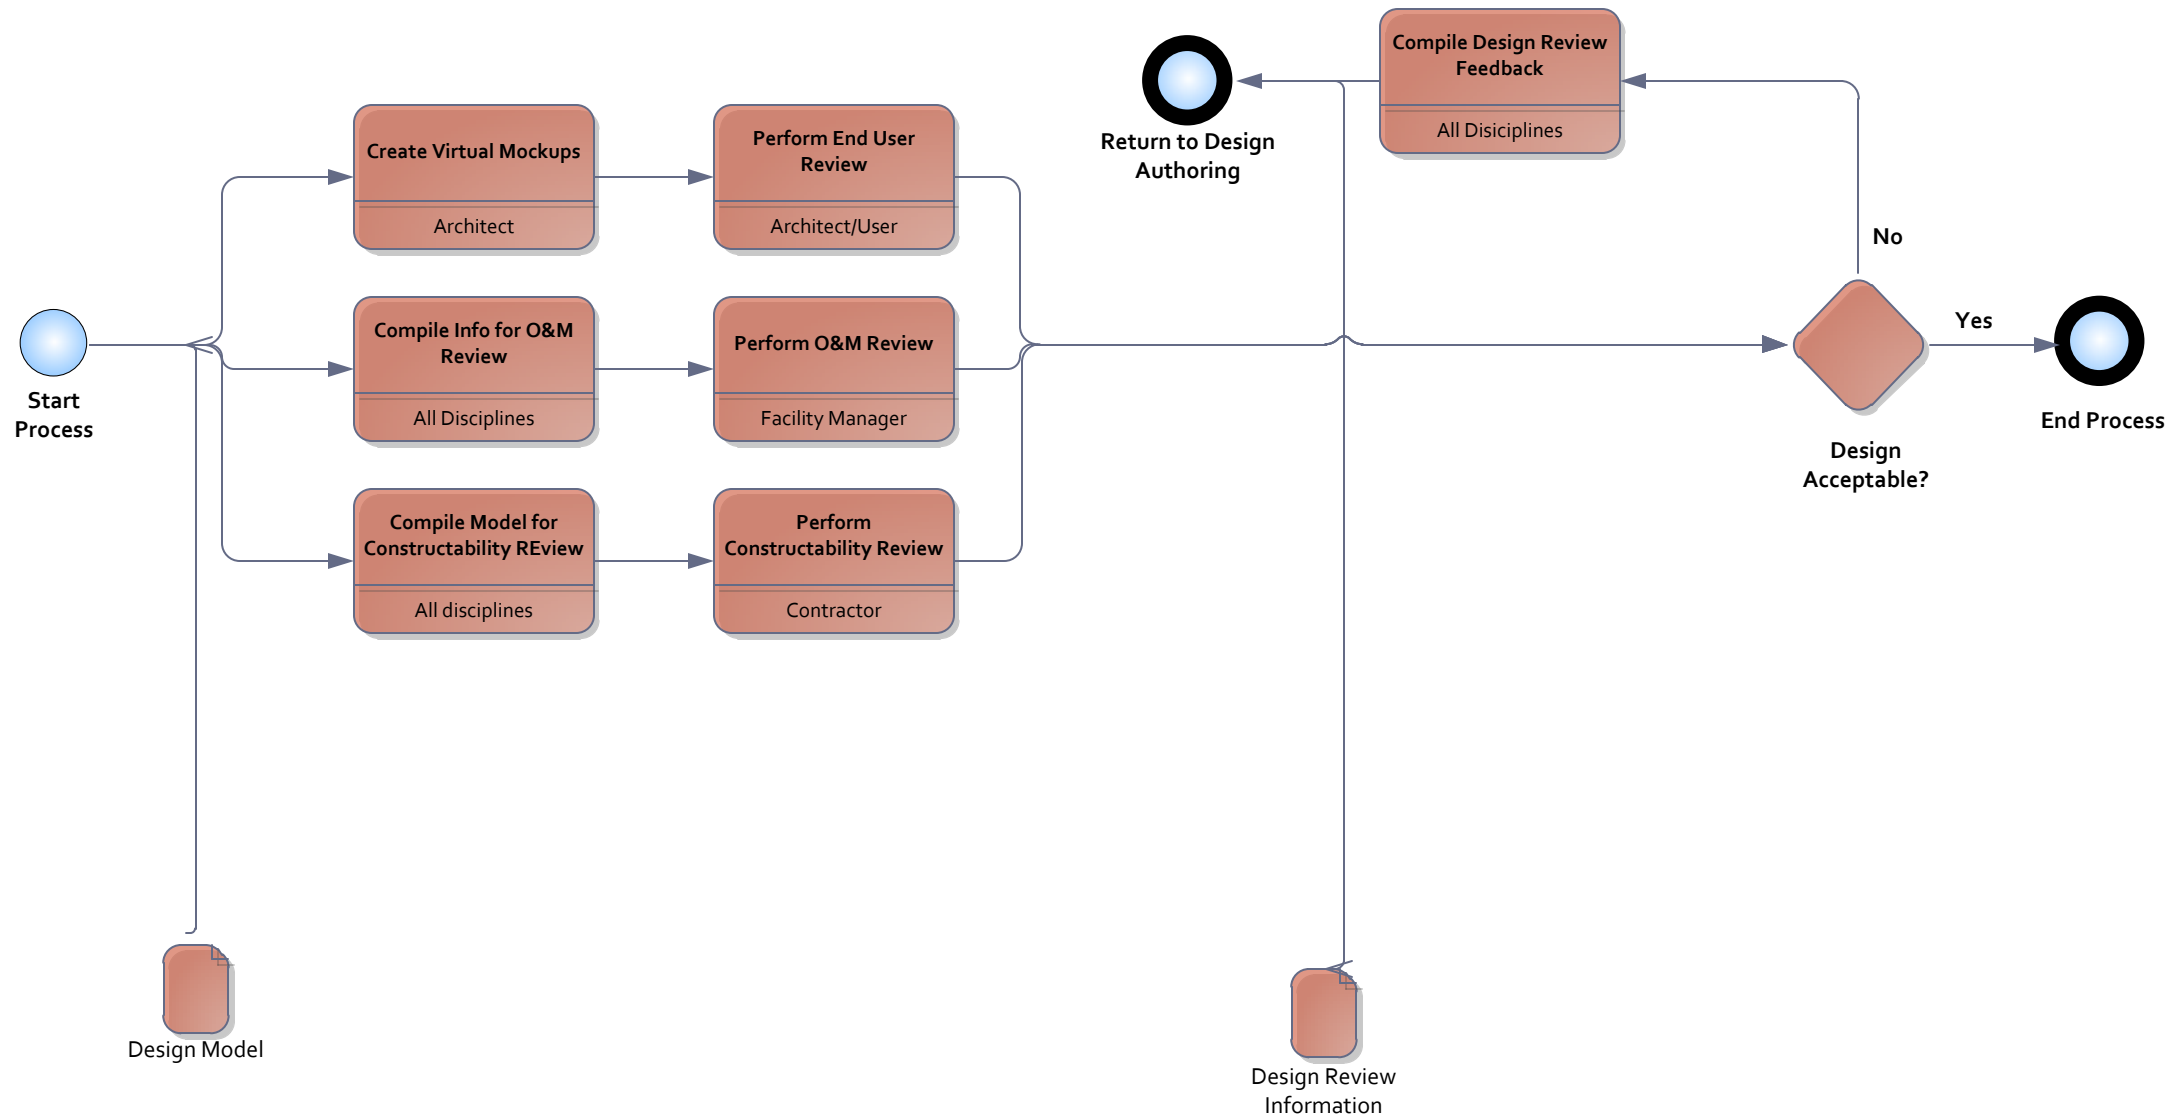 Compile Design Review
Feedback
All Disiciplines
Return to Design
Authoring
Create Virtual Mockups
Architect
Perform End User
Review
Architect/User
No
Start
Process
Compile Info for O&M
Review
All Disciplines
Perform O&M Review
Facility Manager
Yes
End Process
Design
Acceptable?
Compile Model for
Constructability REview
All disciplines
Perform
Constructability Review
Contractor
Design Model
Design Review
Information